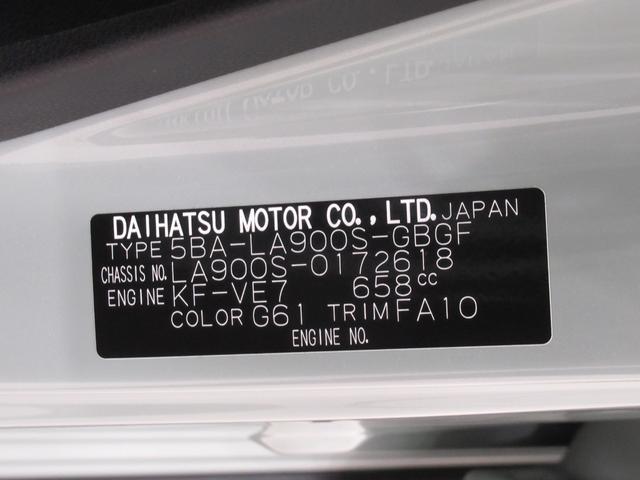 DAIHATSU MOTOR CO.,LTD. JAPAN
TYPE 5BA-LA900S-GBGF
CHASSIS NO. LA900S-0172618
ENGINE KF-VE7 658cc
COLOR G61 TRIM FA10
ENGINE NO.